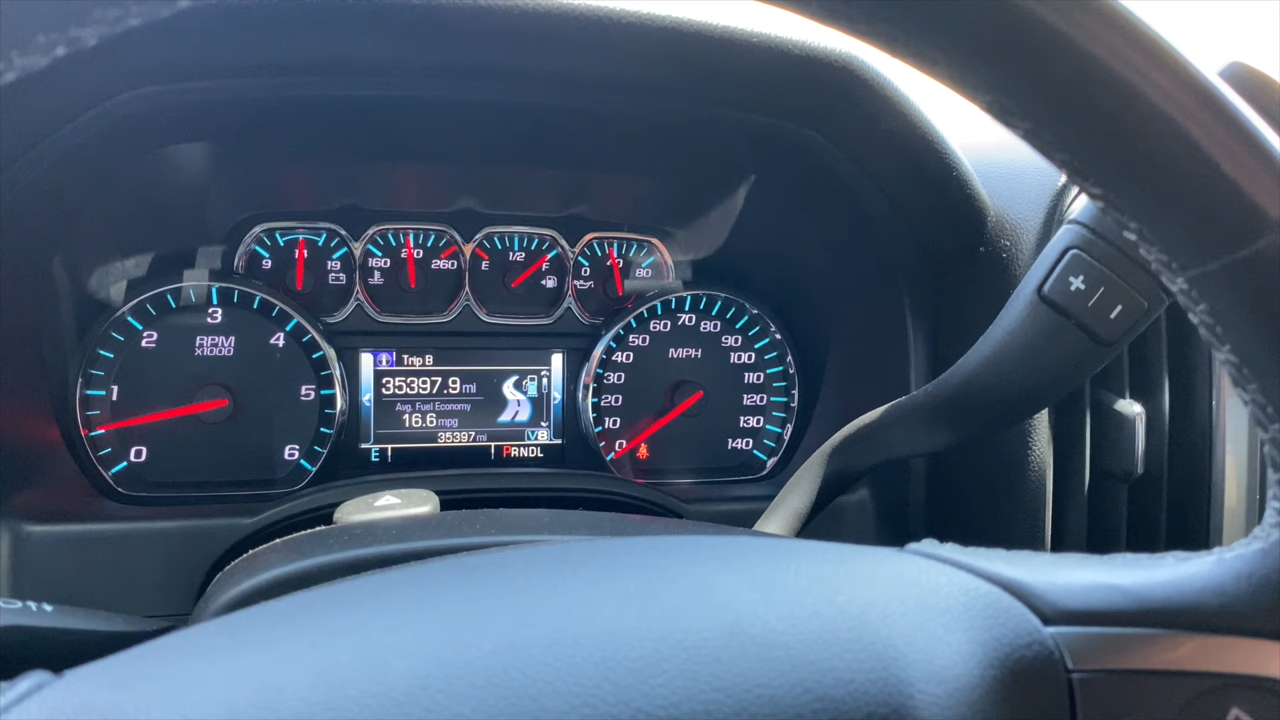 9 14 19
160 210 260
E 1/2 F
0 40 80
0 1 2 3 4 5 6
RPM
x1000
Trip B
35397.9 mi
Avg. Fuel Economy
16.6 mpg
35397 mi
V8
E
PRNDL
0 10 20 30 40 50 60 70 80 90 100 110 120 130 140
MPH
+ | −